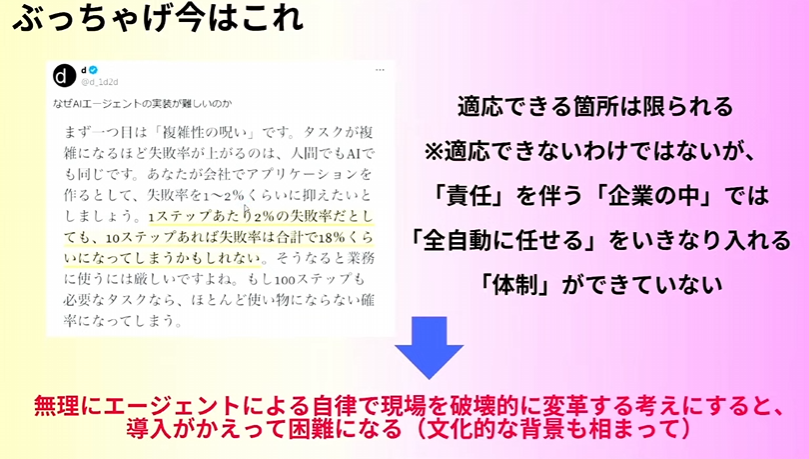 ぶっちゃけ今はこれ
d
d
@d_1d2d
なぜAIエージェントの実装が難しいのか
まず一つ目は「複雑性の呪い」です。タスクが複
雑になるほど失敗率が上がるのは、人間でもAIで
も同じです。あなたが会社でアプリケーションを
作るとして、失敗率を1〜2%くらいに抑えたいと
しましょう。1ステップあたり2%の失敗率だとし
ても、10ステップあれば失敗率は合計で18%くら
いになってしまうかもしれない。そうなると業務
に使うには厳しいですよね。もし100ステップも
必要なタスクなら、ほとんど使い物にならない確
率になってしまう。
適応できる箇所は限られる
※適応できないわけではないが、
「責任」を伴う「企業の中」では
「全自動に任せる」をいきなり入れる
「体制」ができていない
無理にエージェントによる自律で現場を破壊的に変革する考えにすると、
導入がかえって困難になる（文化的な背景も相まって）